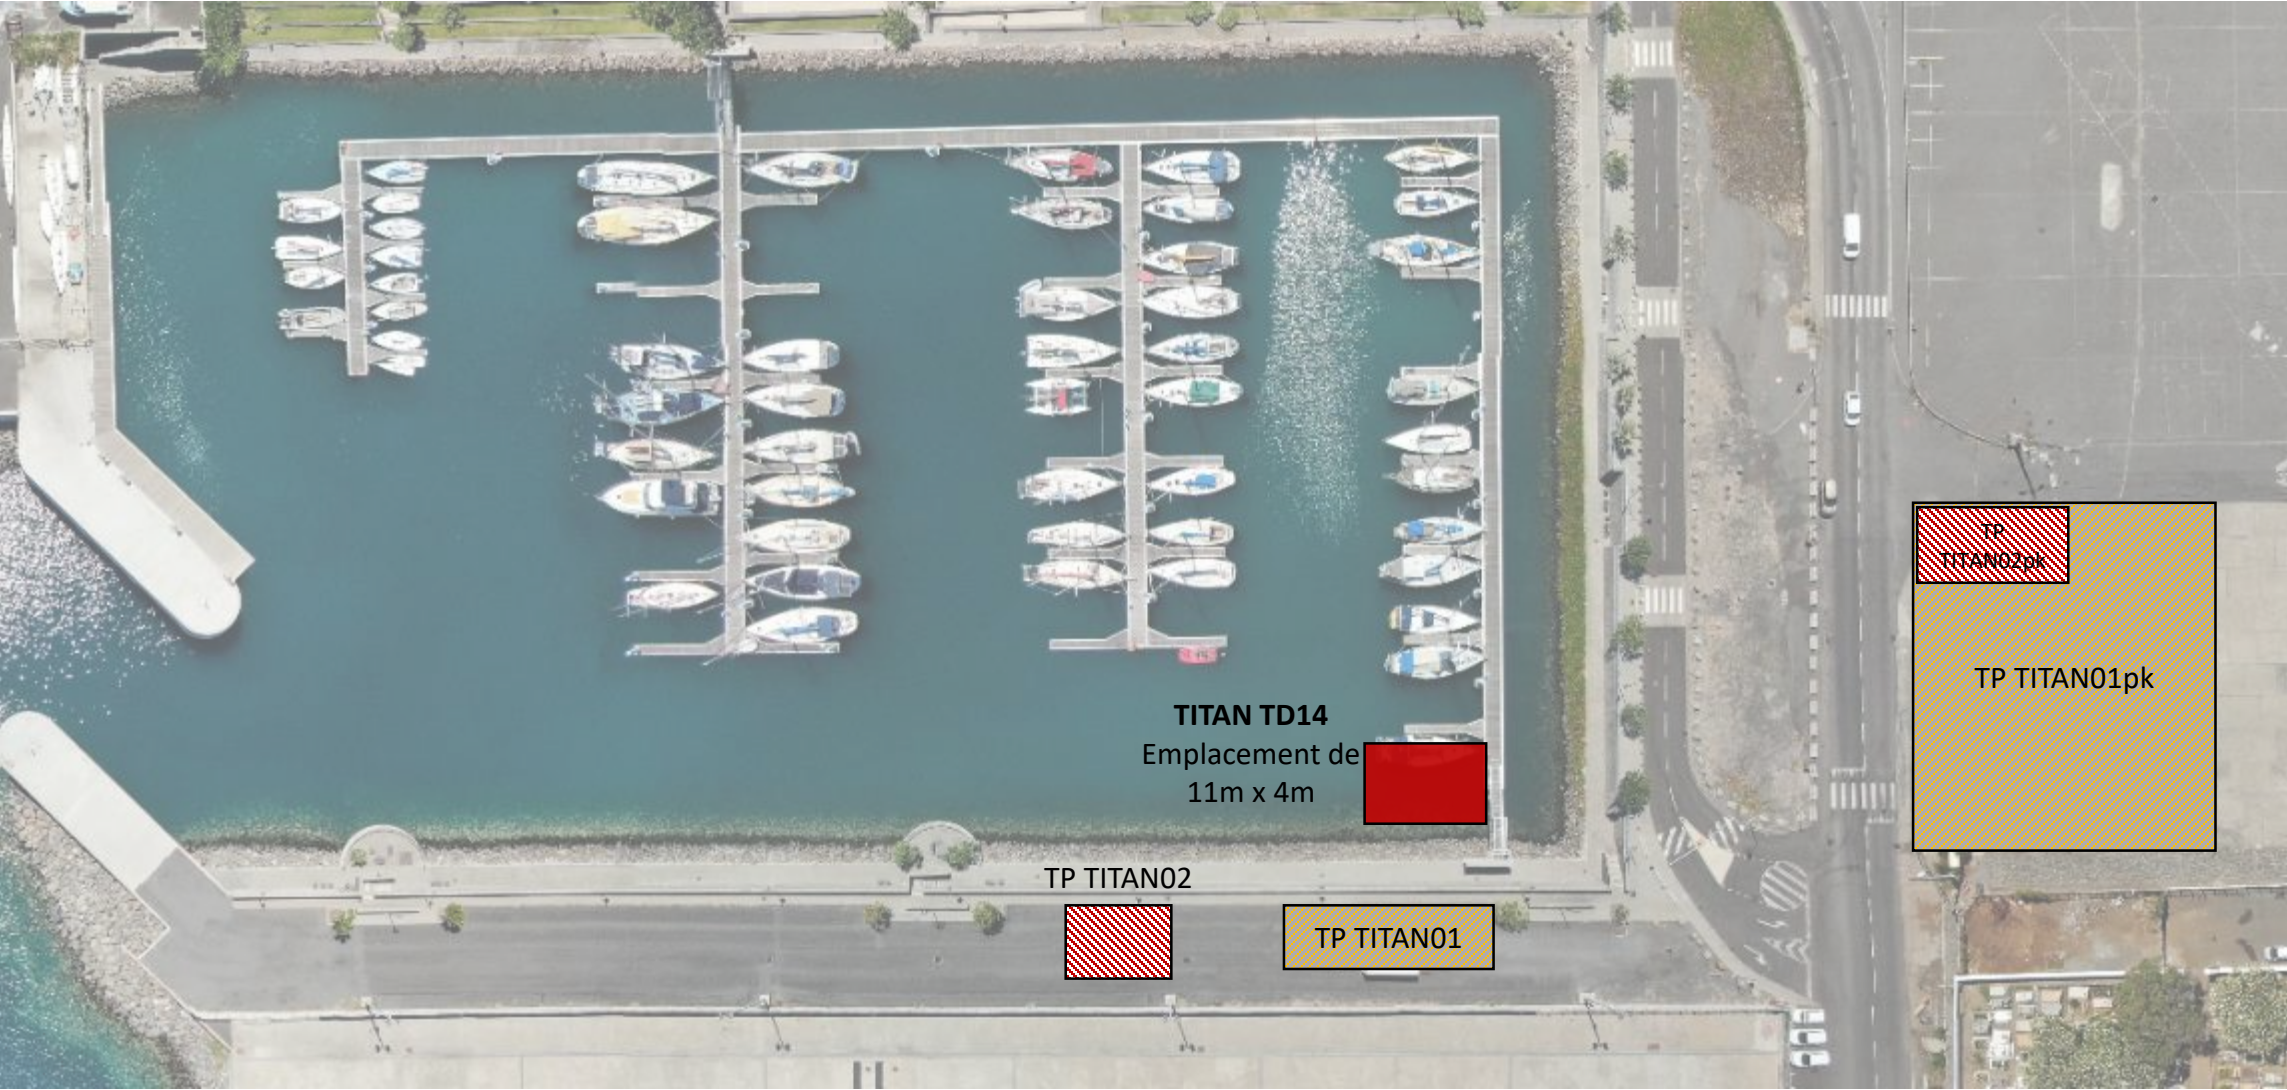 TP
TITAN02pk
TP TITAN01pk
TITAN TD14
Emplacement de
11m x 4m
TP TITAN02
TP TITAN01